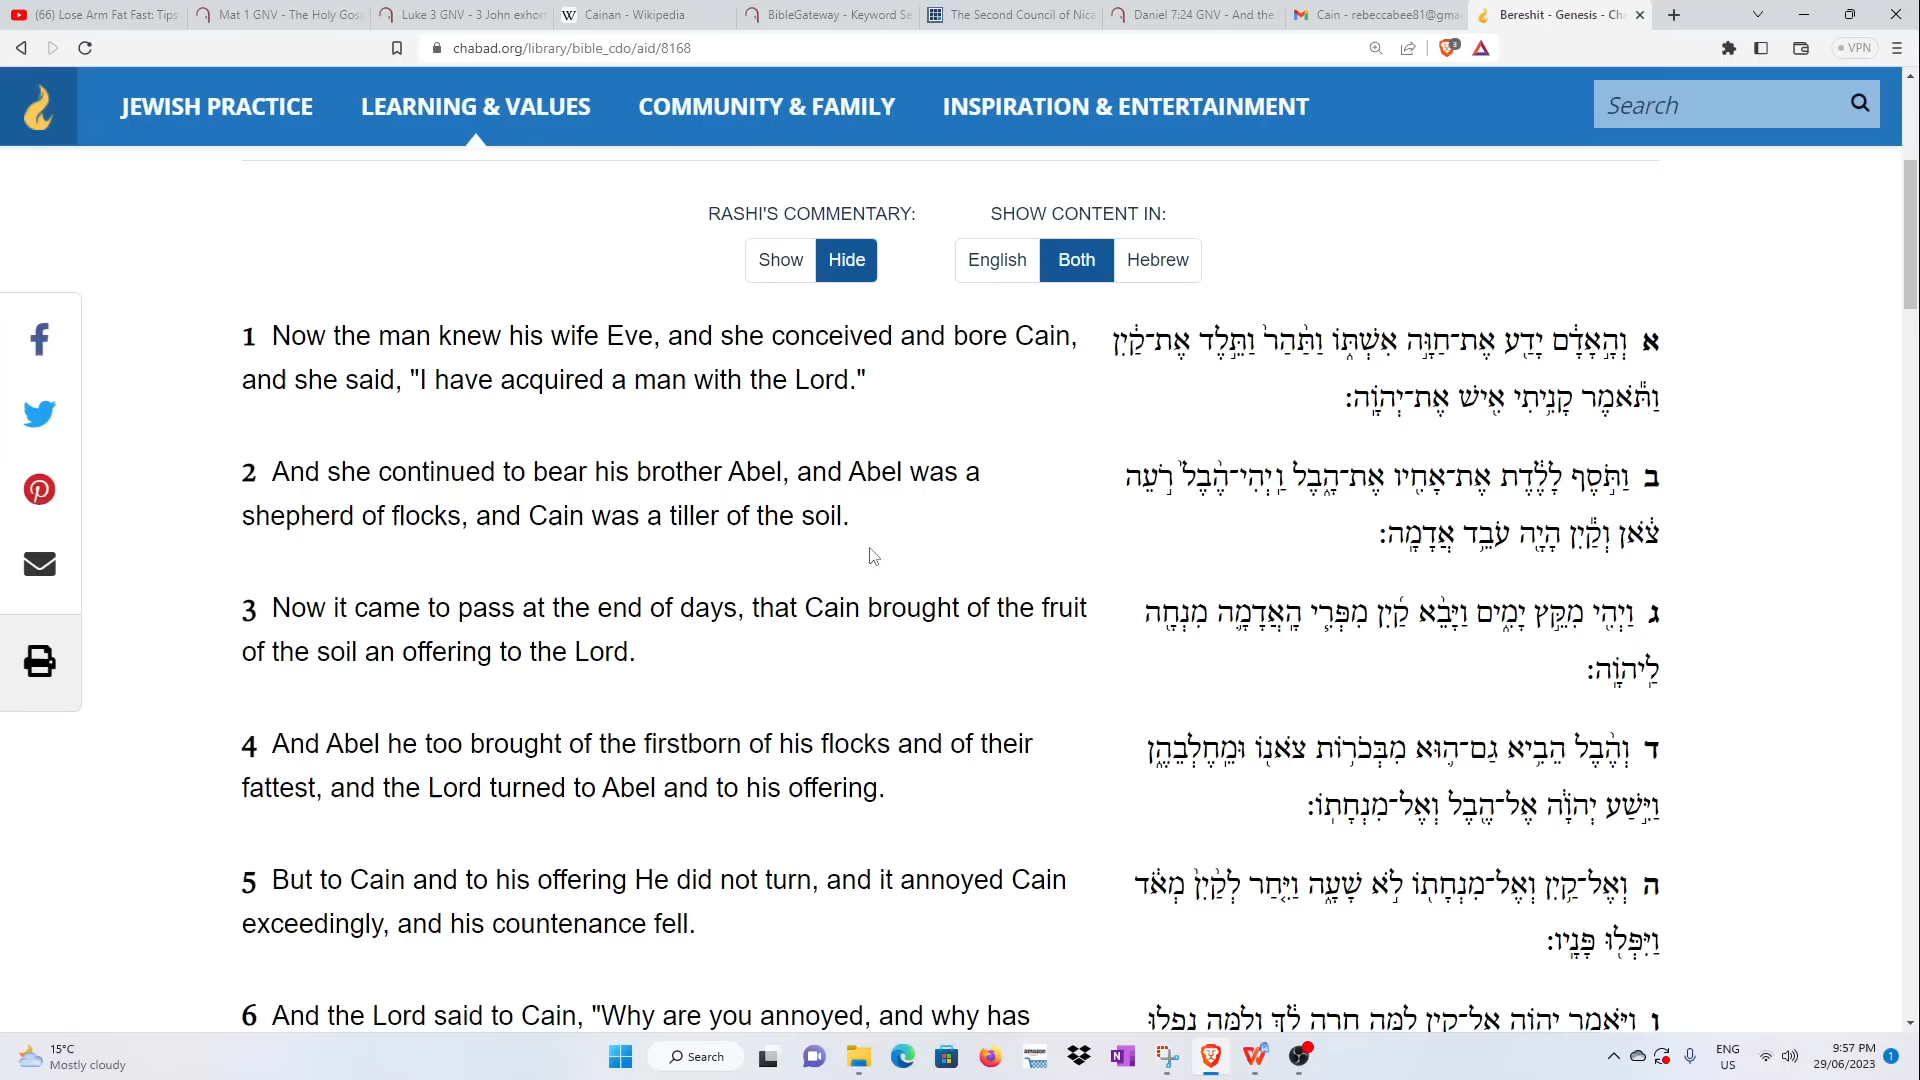 (66) Lose Arm Fat Fast: Tips
Mat 1 GNV - The Holy Gosp
Luke 3 GNV - 3 John exhort
Cainan - Wikipedia
BibleGateway - Keyword Se
The Second Council of Nica
Daniel 7:24 GNV - And the
Cain - rebeccabee81@gma
Bereshit - Genesis - Cha
chabad.org/library/bible_cdo/aid/8168
VPN
JEWISH PRACTICE
LEARNING & VALUES
COMMUNITY & FAMILY
INSPIRATION & ENTERTAINMENT
Search
RASHI'S COMMENTARY:
SHOW CONTENT IN:
Show
Hide
English
Both
Hebrew
1 Now the man knew his wife Eve, and she conceived and bore Cain,
and she said, "I have acquired a man with the Lord."
א וְהָ֣אָדָ֔ם יָדַ֖ע אֶת־חַוָּ֣ה אִשְׁתּ֑וֹ וַתַּ֨הַר֙ וַתֵּ֣לֶד אֶת־קַ֔יִן
וַתֹּ֕אמֶר קָנִ֥יתִי אִ֖ישׁ אֶת־יְהֹוָֽה:
2 And she continued to bear his brother Abel, and Abel was a
shepherd of flocks, and Cain was a tiller of the soil.
ב וַתֹּ֣סֶף לָלֶ֔דֶת אֶת־אָחִ֖יו אֶת־הָ֑בֶל וַֽיְהִי־הֶ֨בֶל֙ רֹ֣עֵה
צֹ֔אן וְקַ֕יִן הָיָ֖ה עֹבֵ֥ד אֲדָמָֽה:
3 Now it came to pass at the end of days, that Cain brought of the fruit
of the soil an offering to the Lord.
ג וַיְהִ֖י מִקֵּ֣ץ יָמִ֑ים וַיָּבֵ֨א קַ֜יִן מִפְּרִ֧י הָֽאֲדָמָ֛ה מִנְחָ֖ה
לַֽיהוָֹֽה:
4 And Abel he too brought of the firstborn of his flocks and of their
fattest, and the Lord turned to Abel and to his offering.
ד וְהֶ֨בֶל הֵבִ֥יא גַם־ה֛וּא מִבְּכֹר֥וֹת צֹאנ֖וֹ וּמֵֽחֶלְבֵהֶ֑ן
וַיִּ֣שַׁע יְהֹוָ֔ה אֶל־הֶ֖בֶל וְאֶל־מִנְחָתֽוֹ:
5 But to Cain and to his offering He did not turn, and it annoyed Cain
exceedingly, and his countenance fell.
ה וְאֶל־קַ֥יִן וְאֶל־מִנְחָת֖וֹ לֹ֣א שָׁעָ֑ה וַיִּ֤חַר לְקַ֨יִן֙ מְאֹ֔ד
וַיִּפְּל֖וּ פָּנָֽיו:
6 And the Lord said to Cain, "Why are you annoyed, and why has
ו וַיֹּ֥אמֶר יְהֹוָ֖ה אֶל־קָ֑יִן לָ֚מָּה חָ֣רָה לָ֔ךְ וְלָ֖מָּה נָֽפְל֥וּ
15°C
Mostly cloudy
Search
amazon
ENG
US
9:57 PM
29/06/2023
1